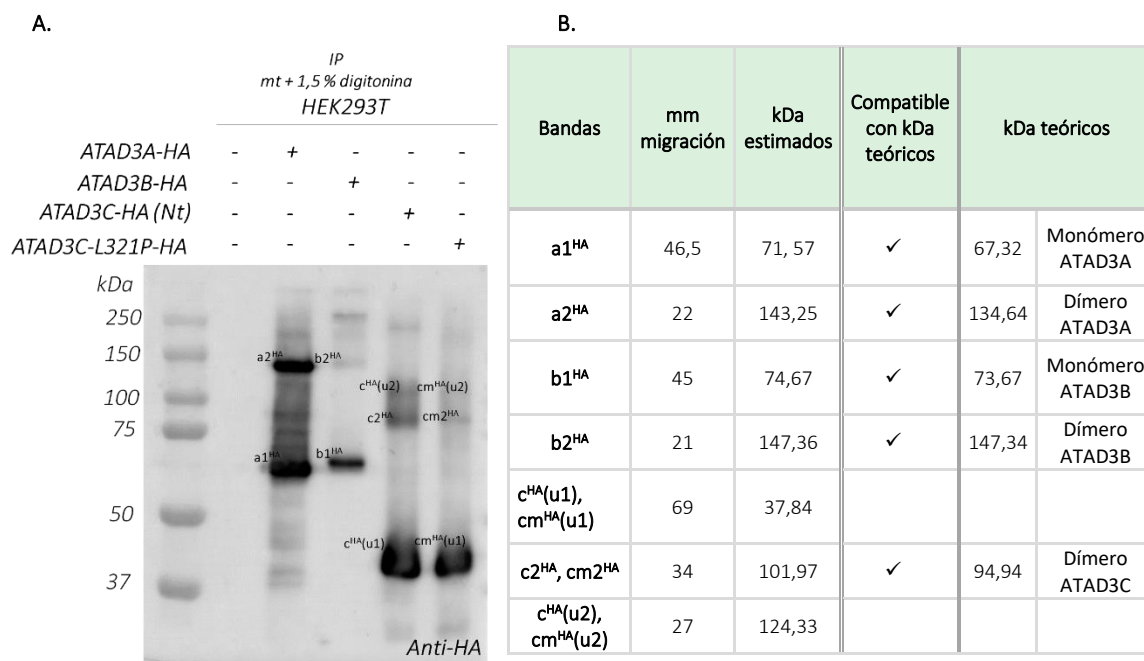 A.
IP
mt + 1,5 % digitonina
HEK293T
ATAD3A-HA - + - - -
ATAD3B-HA - - + - -
ATAD3C-HA (Nt) - - - + -
ATAD3C-L321P-HA - - - - +
kDa
250
150
100
75
50
37
a2ᴴᴬ b2ᴴᴬ
cᴴᴬ(u2) cmᴴᴬ(u2)
c2ᴴᴬ cm2ᴴᴬ
a1ᴴᴬ b1ᴴᴬ
cᴴᴬ(u1) cmᴴᴬ(u1)
Anti-HA
B.
Bandas
mm
migración
kDa
estimados
Compatible
con kDa
teóricos
kDa teóricos
a1ᴴᴬ 46,5 71, 57 ✓ 67,32 Monómero
ATAD3A
a2ᴴᴬ 22 143,25 ✓ 134,64 Dímero
ATAD3A
b1ᴴᴬ 45 74,67 ✓ 73,67 Monómero
ATAD3B
b2ᴴᴬ 21 147,36 ✓ 147,34 Dímero
ATAD3B
cᴴᴬ(u1),
cmᴴᴬ(u1) 69 37,84
c2ᴴᴬ, cm2ᴴᴬ 34 101,97 ✓ 94,94 Dímero
ATAD3C
cᴴᴬ(u2),
cmᴴᴬ(u2) 27 124,33